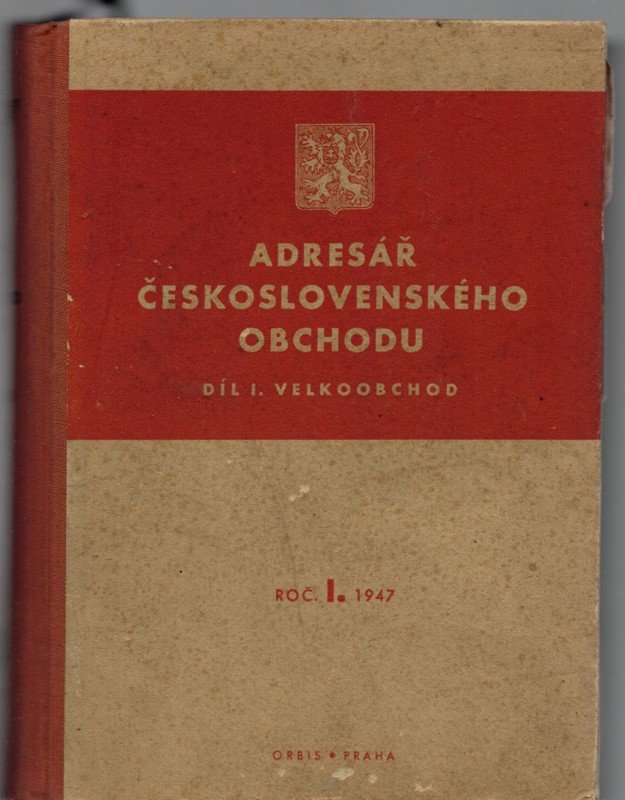 ADRESÁŘ
ČESKOSLOVENSKÉHO
OBCHODU
DÍL I. VELKOOBCHOD
ROČ. I. 1947
ORBIS • PRAHA